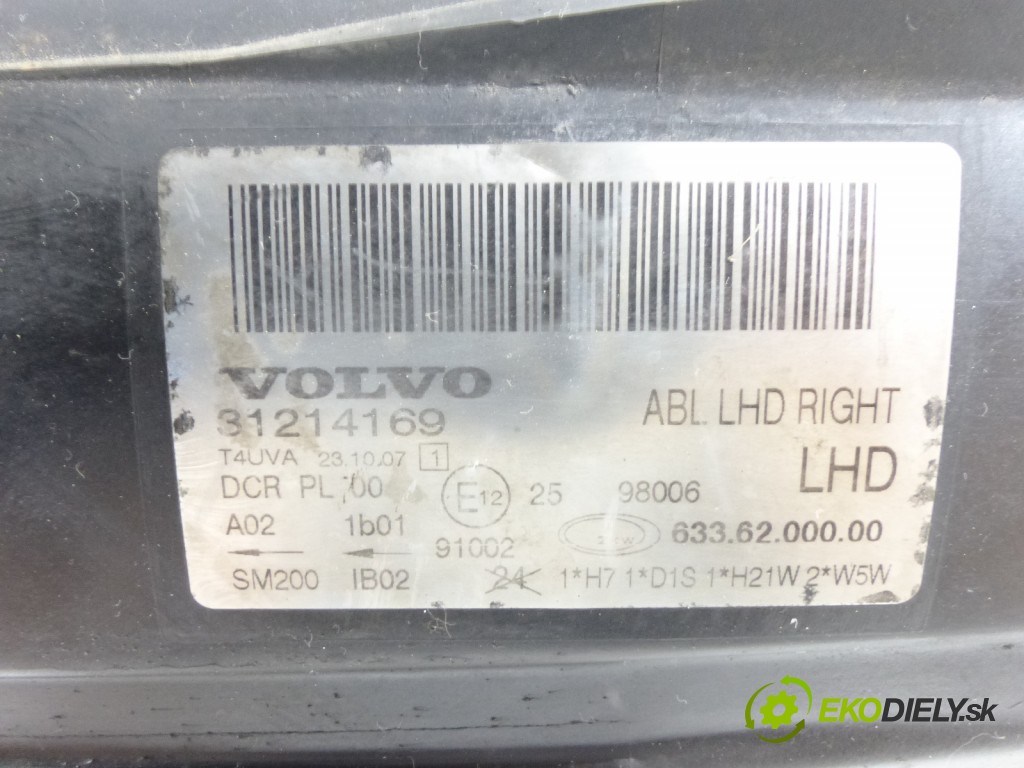 VOLVO
31214169
ABL LHD RIGHT
T4UVA 23.10.07 1
LHD
DCR PL 00 E12 25 98006
A02 1b01 91002 633.62.000.00
SM200 IB02 24 1*H7 1*D1S 1*H21W 2*W5W
EKODIELY.sk